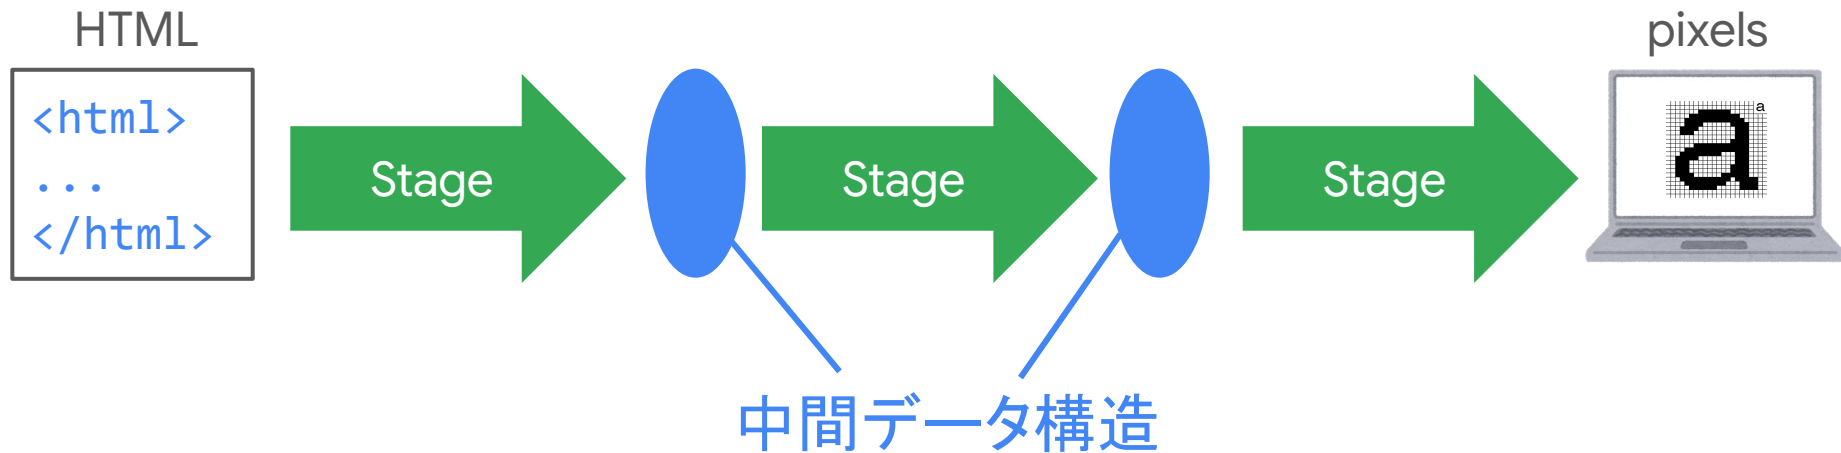 HTML
pixels
<html>
...
</html>
Stage
Stage
Stage
a
a
中間データ構造